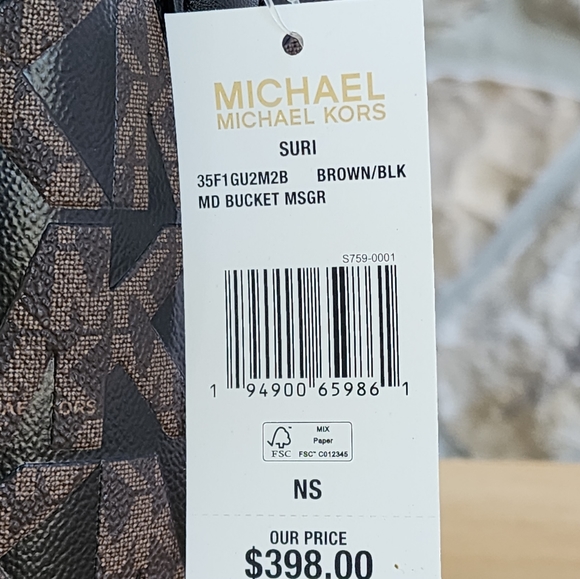 MICHAEL
MICHAEL KORS
SURI
35F1GU2M2B BROWN/BLK
MD BUCKET MSGR
S759-0001
1 94900 65986 1
MIX
Paper
FSC FSC™ C012345
NS
OUR PRICE
$398.00
KORS